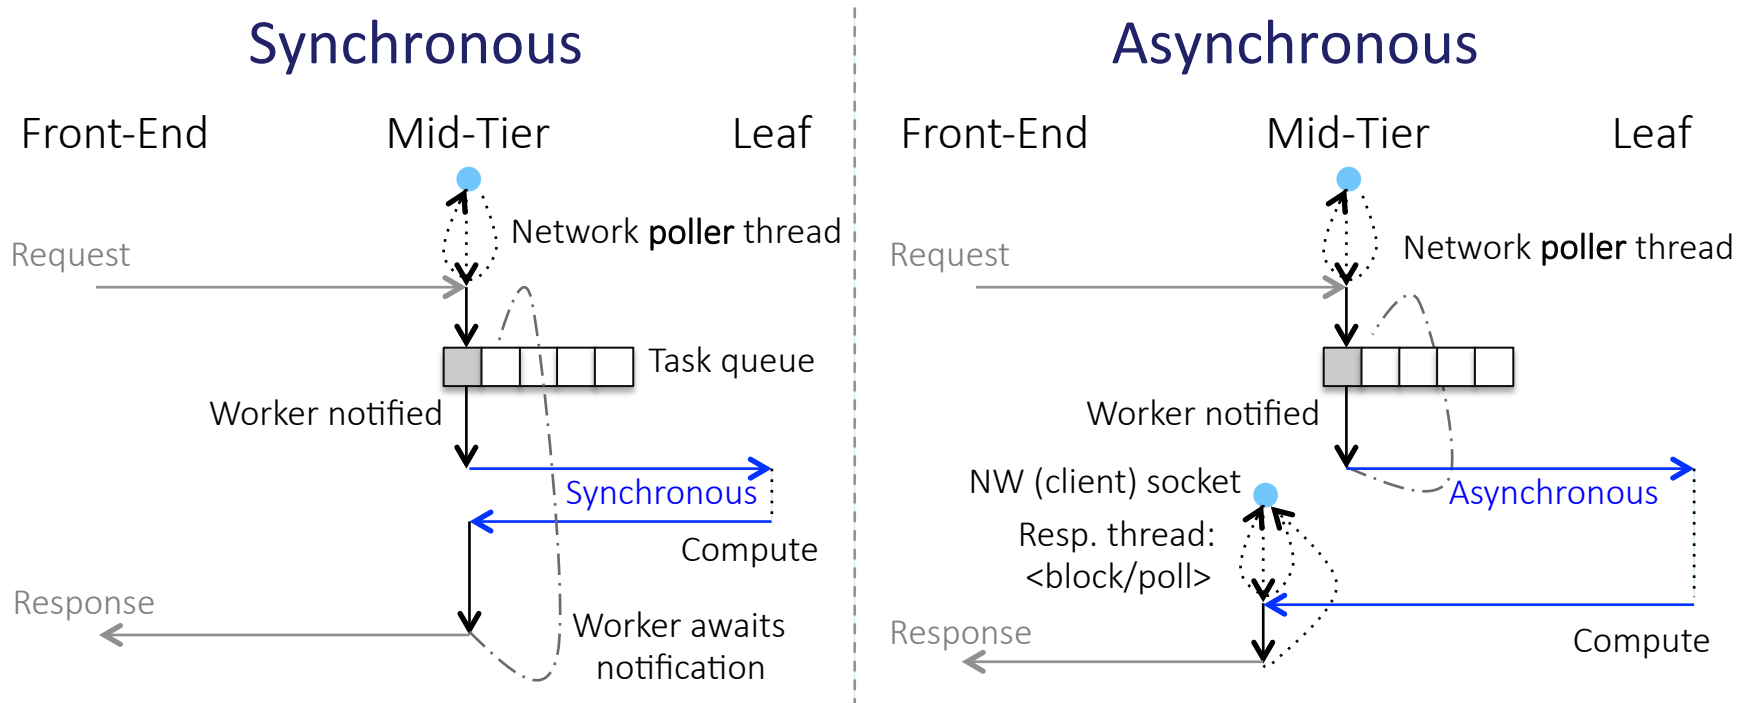 Synchronous
Front-End
Mid-Tier
Leaf
Network poller thread
Request
Task queue
Worker notified
Synchronous
Compute
Response
Worker awaits
notification
Asynchronous
Front-End
Mid-Tier
Leaf
Network poller thread
Request
Worker notified
NW (client) socket
Asynchronous
Resp. thread:
<block/poll>
Response
Compute